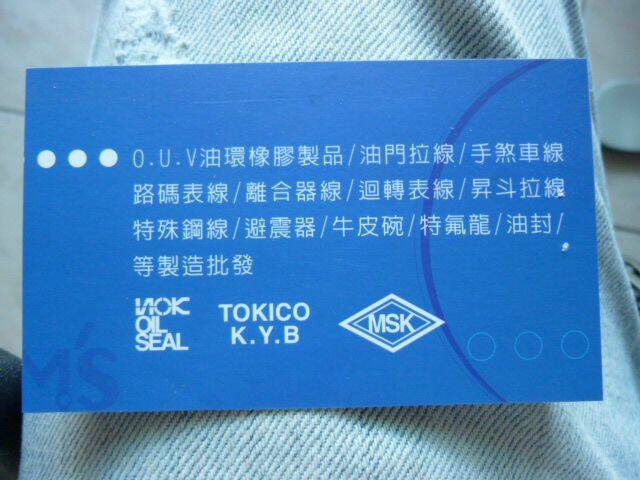 O.U.V油環橡膠製品/油門拉線/手煞車線
路碼表線/離合器線/迴轉表線/昇斗拉線
特殊鋼線/避震器/牛皮碗/特氟龍/油封/
等製造批發
NOK
OIL
SEAL
TOKICO
K.Y.B
MSK
M'S